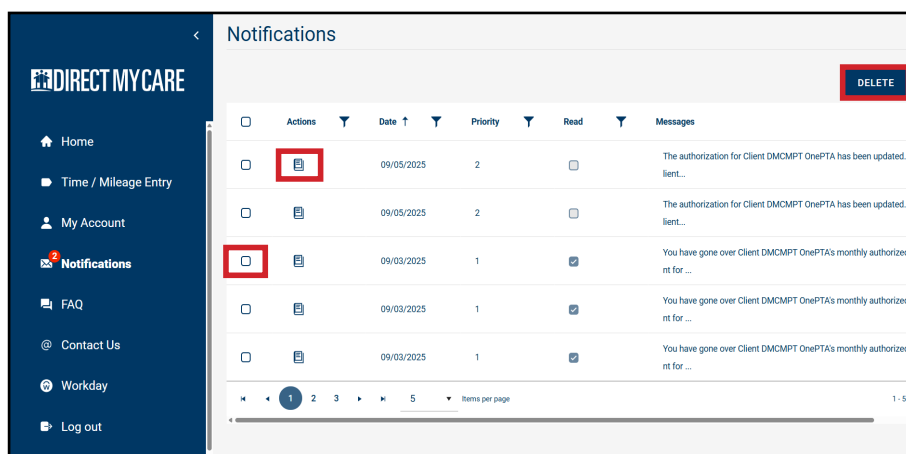 Notifications
DIRECT MY CARE
DELETE
Actions Date ↑ Priority Read Messages
Home
Time / Mileage Entry
My Account
2
Notifications
FAQ
@ Contact Us
Workday
Log out
09/05/2025 2 The authorization for Client DMCMPT OnePTA has been updated.
lient...
09/05/2025 2 The authorization for Client DMCMPT OnePTA has been updated.
lient...
09/03/2025 1 You have gone over Client DMCMPT OnePTA's monthly authorized
nt for ...
09/03/2025 1 You have gone over Client DMCMPT OnePTA's monthly authorized
nt for ...
09/03/2025 1 You have gone over Client DMCMPT OnePTA's monthly authorized
nt for ...
1 2 3 5 Items per page 1 - 5